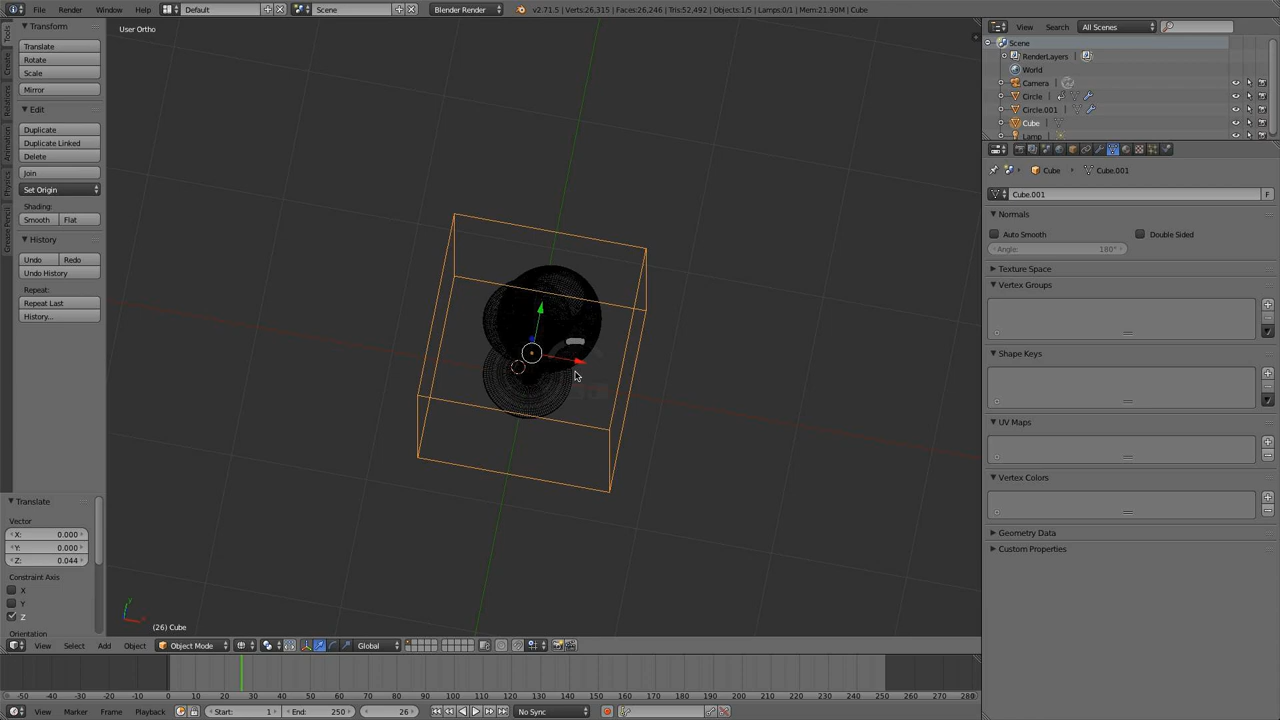 File Render Window Help Default Scene Blender Render v2.71.5 | Verts:26,315 | Faces:26,246 | Tris:52,492 | Objects:1/5 | Lamps:0/1 | Mem:21.90M | Cube
Transform
Translate
Rotate
Scale
Mirror
Edit
Duplicate
Duplicate Linked
Delete
Join
Set Origin
Shading:
Smooth Flat
History
Undo Redo
Undo History
Repeat:
Repeat Last
History...
Translate
Vector
X: 0.000
Y: 0.000
Z: 0.044
Constraint Axis
X
Y
Z
Orientation
Tools
Create
Relations
Animation
Physics
Grease Pencil
User Ortho
(26) Cube
View Select Add Object Object Mode Global
-50 -40 -30 -20 -10 0 10 20 30 40 50 60 70 80 90 100 110 120 130 140 150 160 170 180 190 200 210 220 230 240 250 260 270 280
View Marker Frame Playback Start: 1 End: 250 26 No Sync
View Search All Scenes
Scene
RenderLayers
World
Camera
Circle
Circle.001
Cube
Lamp
Cube Cube.001
Cube.001 F
Normals
Auto Smooth Double Sided
Angle: 180°
Texture Space
Vertex Groups
Shape Keys
UV Maps
Vertex Colors
Geometry Data
Custom Properties